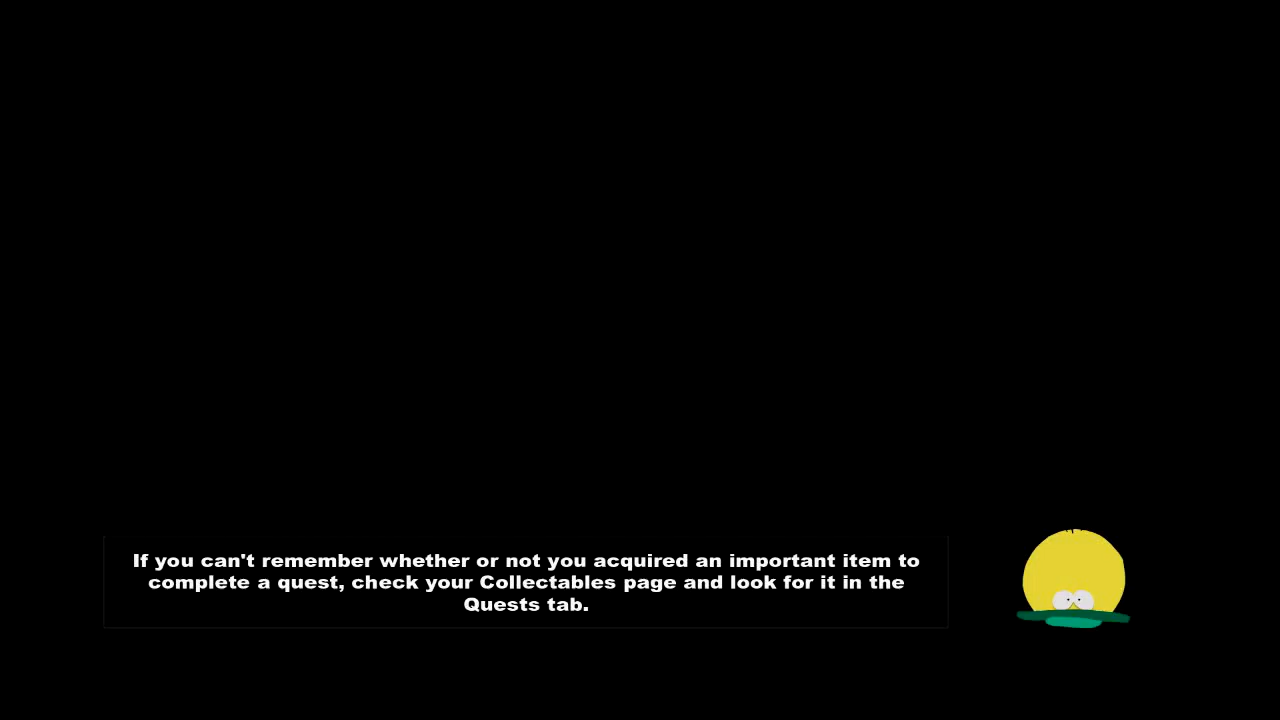 If you can't remember whether or not you acquired an important item to
complete a quest, check your Collectables page and look for it in the
Quests tab.